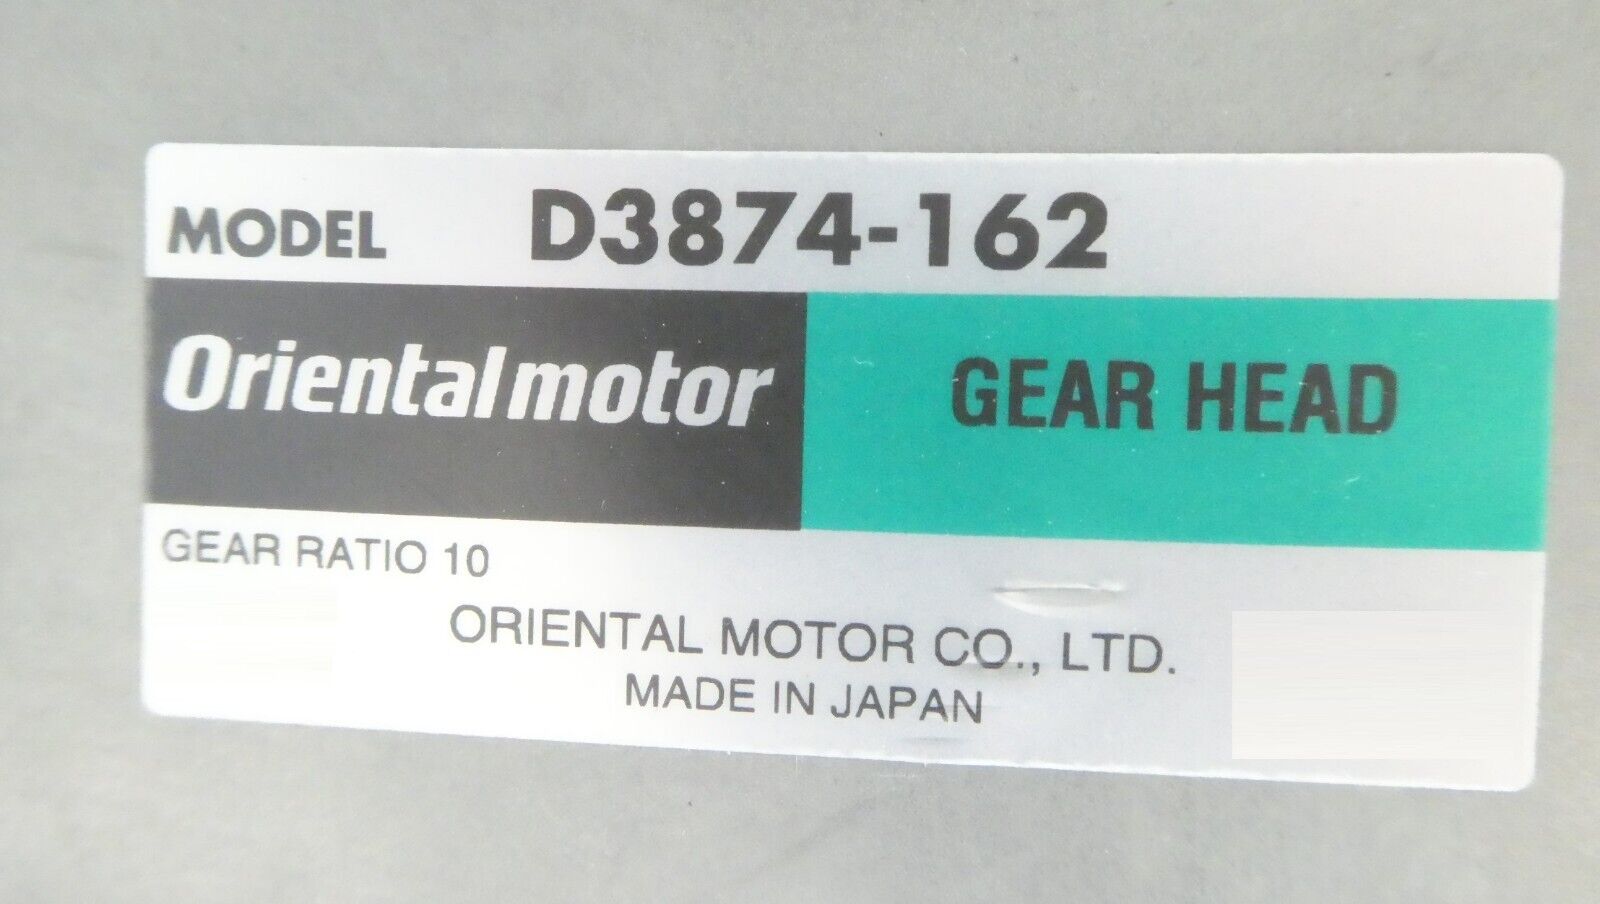 MODEL D3874-162
Orientalmotor GEAR HEAD
GEAR RATIO 10
ORIENTAL MOTOR CO., LTD.
MADE IN JAPAN